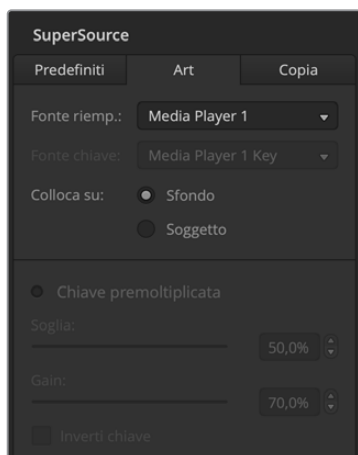 SuperSource
Predefiniti Art Copia
Fonte riemp.: Media Player 1
Fonte chiave: Media Player 1 Key
Colloca su: Sfondo
Soggetto
Chiave premoltiplicata
Soglia:
50,0%
Gain:
70,0%
Inverti chiave